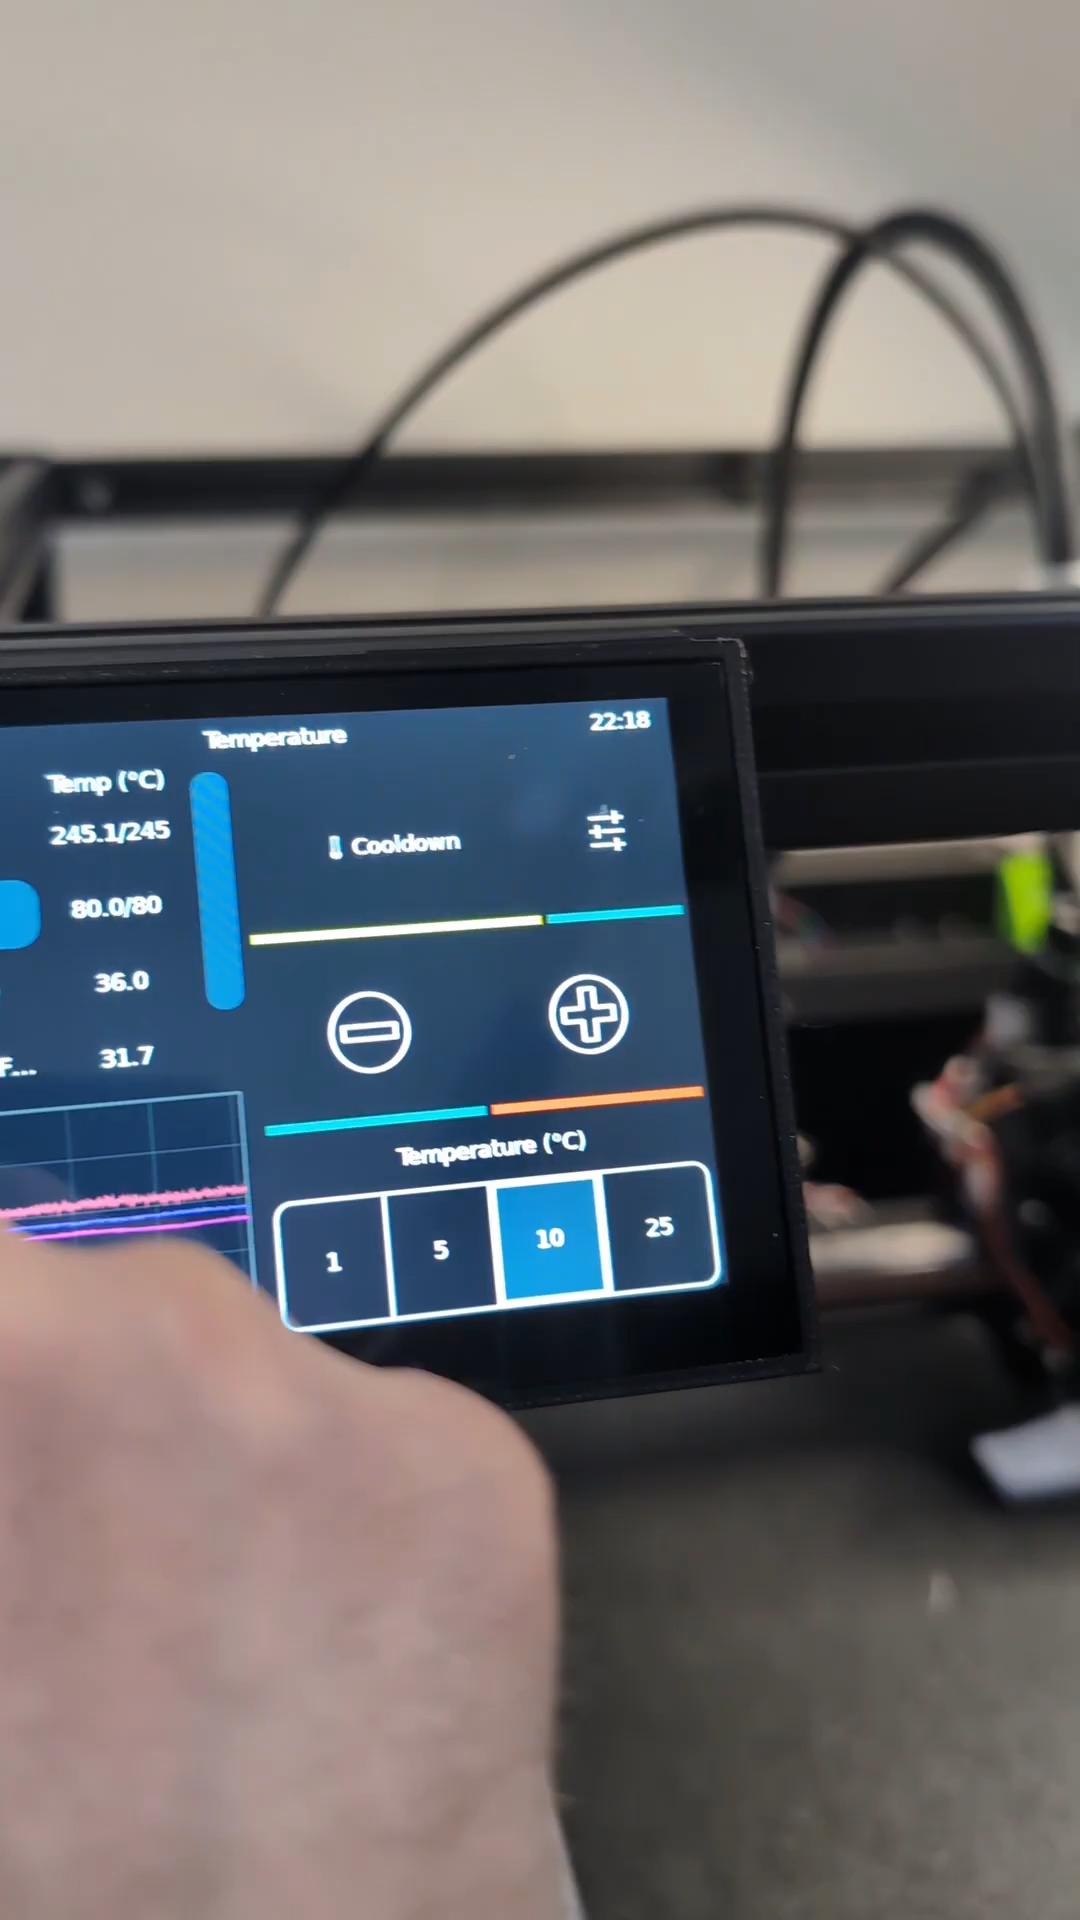 Temperature 22:18
Temp (°C)
245.1/245
Cooldown
80.0/80
36.0
F... 31.7
Temperature (°C)
1 5 10 25